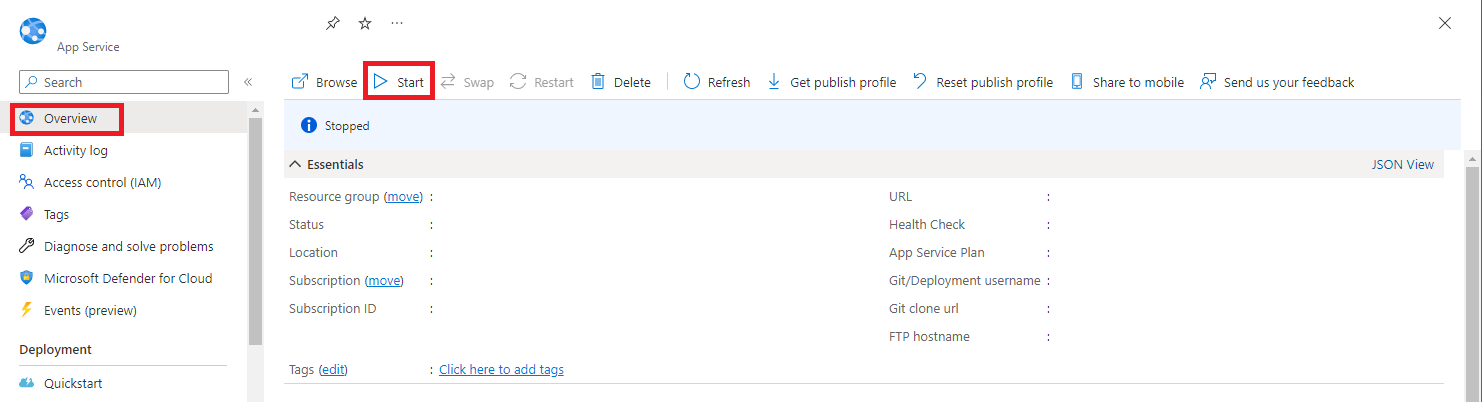 App Service
Search
«
Overview
Activity log
Access control (IAM)
Tags
Diagnose and solve problems
Microsoft Defender for Cloud
Events (preview)
Deployment
Quickstart
Browse Start Swap Restart Delete Refresh Get publish profile Reset publish profile Share to mobile Send us your feedback
Stopped
Essentials JSON View
Resource group (move) :
Status :
Location :
Subscription (move) :
Subscription ID :
URL :
Health Check :
App Service Plan :
Git/Deployment username :
Git clone url :
FTP hostname :
Tags (edit) : Click here to add tags